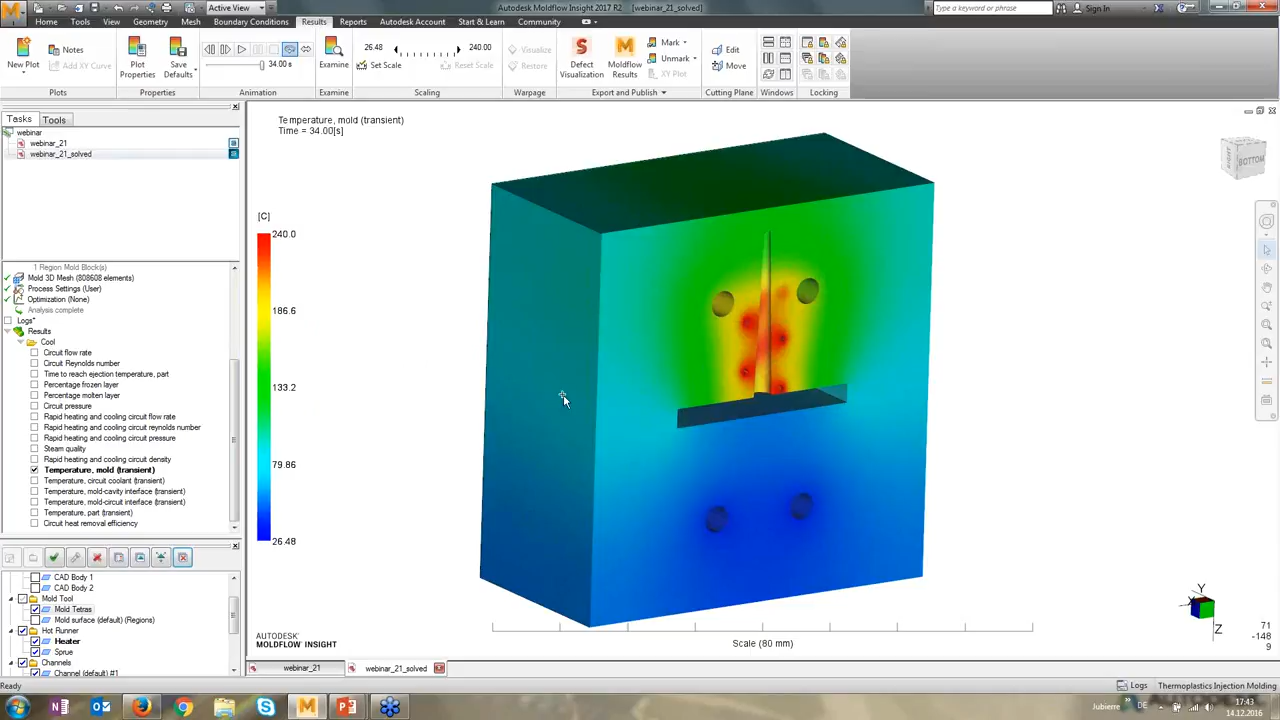 Active View
Autodesk Moldflow Insight 2017 R2
[webinar_21_solved]
Type a keyword or phrase
Sign In
Home
Tools
View
Geometry
Mesh
Boundary Conditions
Results
Reports
Autodesk Account
Start & Learn
Community
New Plot
Notes
Add XY Curve
Plot Properties
Save Defaults
34.00[s]
Examine
26.48
240.00
Set Scale
Reset Scale
Visualize
Restore
Defect Visualization
Moldflow Results
Mark
Unmark
XY Plot
Edit
Move
Plots
Properties
Animation
Examine
Scaling
Warpage
Export and Publish
Cutting Plane
Windows
Locking
Tasks
Tools
webinar
webinar_21
webinar_21_solved
1 Region Mold Block(s)
Mold 3D Mesh (808608 elements)
Process Settings (User)
Optimization (None)
Analysis complete
Logs*
Results
Cool
Circuit flow rate
Circuit Reynolds number
Time to reach ejection temperature, part
Percentage frozen layer
Percentage molten layer
Circuit pressure
Rapid heating and cooling circuit flow rate
Rapid heating and cooling circuit reynolds number
Rapid heating and cooling circuit pressure
Steam quality
Rapid heating and cooling circuit density
Temperature, mold (transient)
Temperature, circuit coolant (transient)
Temperature, mold-cavity interface (transient)
Temperature, mold-circuit interface (transient)
Temperature, part (transient)
Circuit heat removal efficiency
CAD Body 1
CAD Body 2
Mold Tool
Mold Tetras
Mold surface (default) (Regions)
Hot Runner
Heater
Sprue
Channels
Channel (default) #1
Temperature, mold (transient)
Time = 34.00[s]
[C]
240.0
186.6
133.2
79.86
26.48
RIGHT
BOTTOM
AUTODESK
MOLDFLOW INSIGHT
Scale (80 mm)
Y
Z
71
-148
9
webinar_21
webinar_21_solved
Ready
Logs
Thermoplastics Injection Molding
Jubierre
DE
17:43
14.12.2016